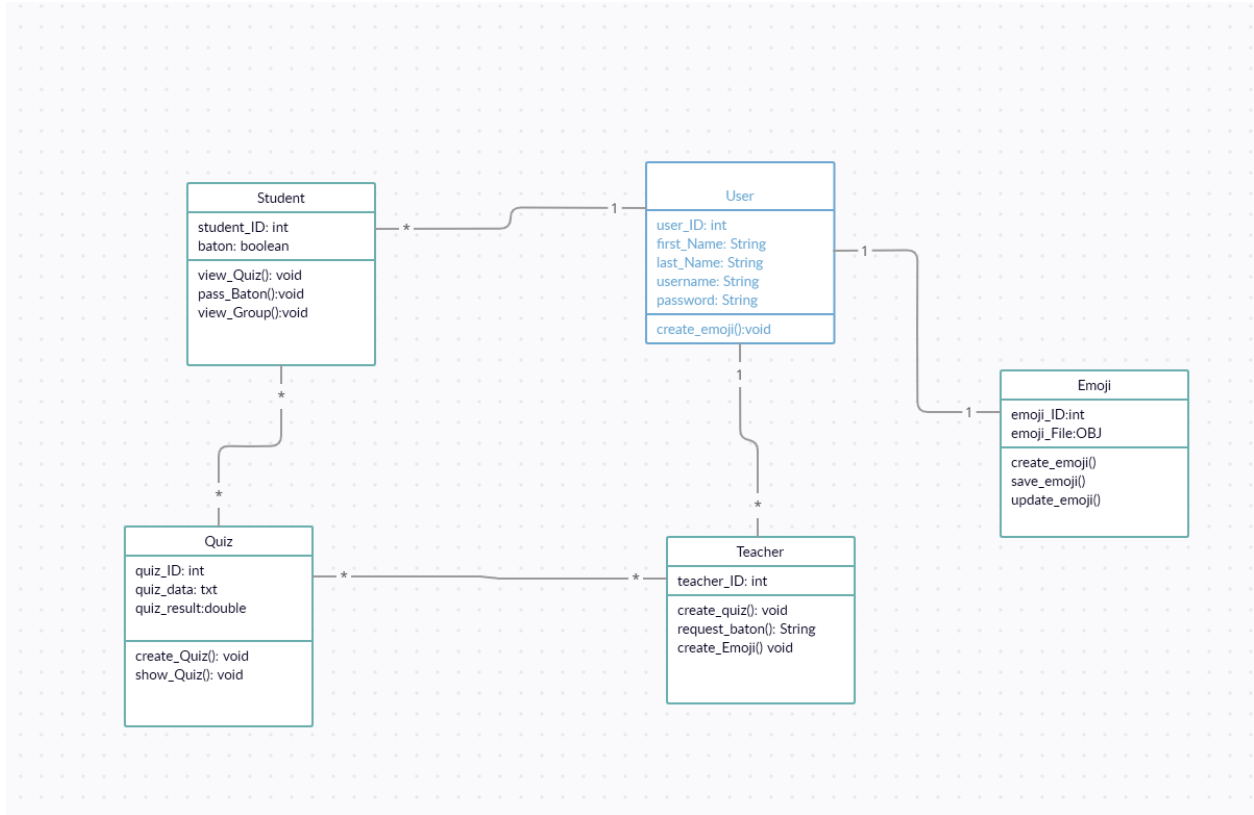 Student
student_ID: int
baton: boolean
view_Quiz(): void
pass_Baton():void
view_Group():void
*
1
User
user_ID: int
first_Name: String
last_Name: String
username: String
password: String
create_emoji():void
1
1
Emoji
emoji_ID:int
emoji_File:OBJ
create_emoji()
save_emoji()
update_emoji()
1
*
*
*
Quiz
quiz_ID: int
quiz_data: txt
quiz_result:double
create_Quiz(): void
show_Quiz(): void
*
*
Teacher
teacher_ID: int
create_quiz(): void
request_baton(): String
create_Emoji() void